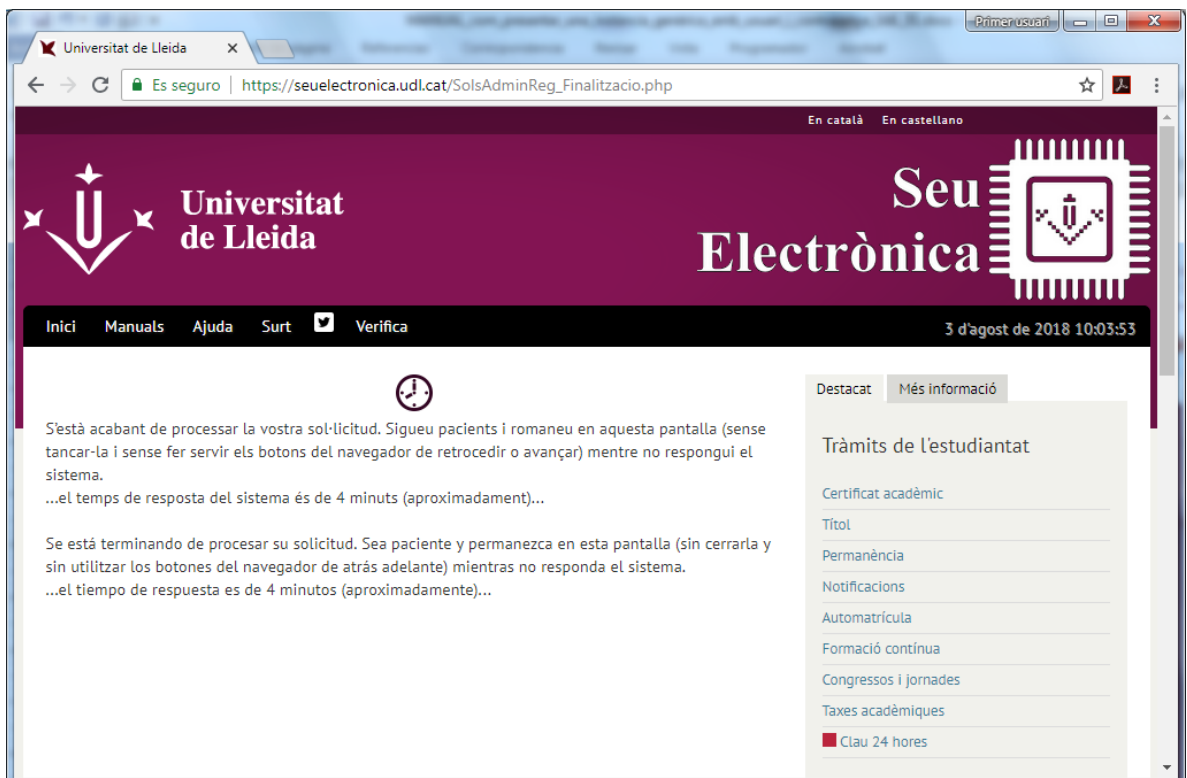 Primer usuari
Universitat de Lleida
Es seguro
https://seuelectronica.udl.cat/SolsAdminReg_Finalitzacio.php
En català En castellano
Universitat
de Lleida
Seu
Electrònica
Inici Manuals Ajuda Surt Verifica
3 d'agost de 2018 10:03:53
S'està acabant de processar la vostra sol·licitud. Sigueu pacients i romaneu en aquesta pantalla (sense
tancar-la i sense fer servir els botons del navegador de retrocedir o avançar) mentre no respongui el
sistema.
...el temps de resposta del sistema és de 4 minuts (aproximadament)...
Se está terminando de procesar su solicitud. Sea paciente y permanezca en esta pantalla (sin cerrarla y
sin utilitzar los botones del navegador de atrás adelante) mientras no responda el sistema.
...el tiempo de respuesta es de 4 minutos (aproximadamente)...
Destacat Més informació
Tràmits de l'estudiantat
Certificat acadèmic
Títol
Permanència
Notificacions
Automatrícula
Formació contínua
Congressos i jornades
Taxes acadèmiques
Clau 24 hores